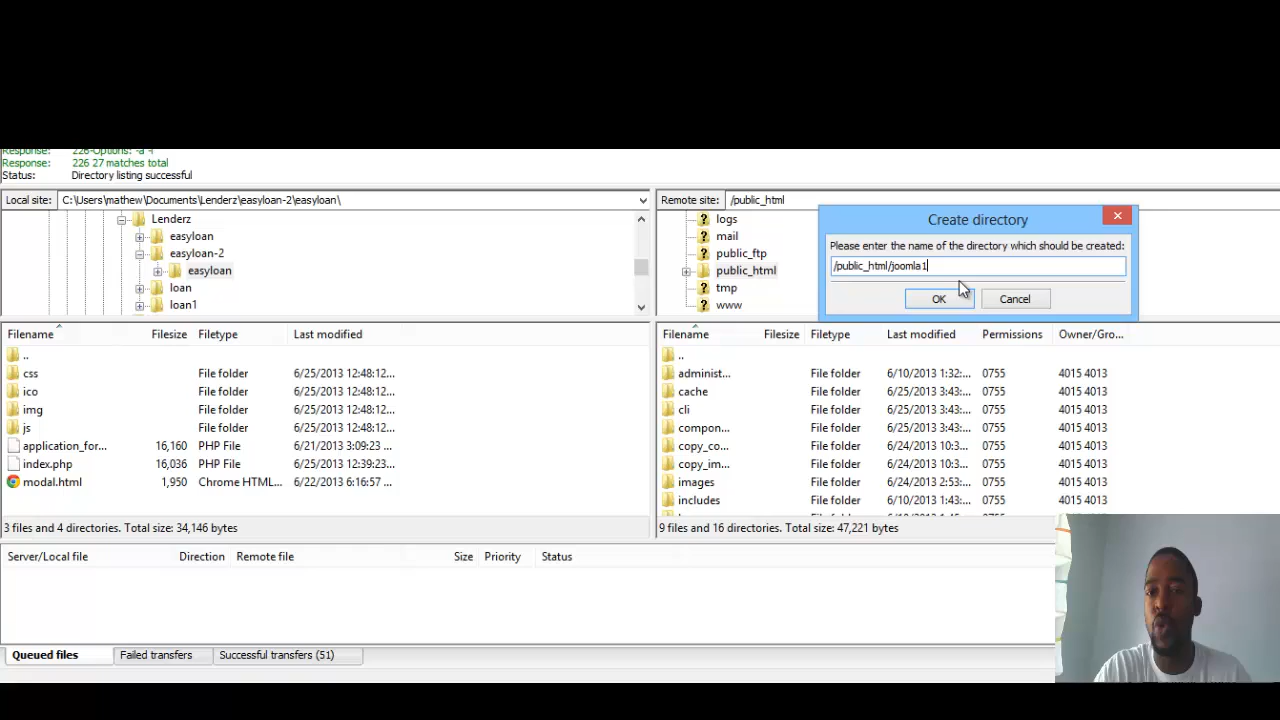 Response: 226-Options: -a -l
Response: 226 27 matches total
Status: Directory listing successful
Local site: C:\Users\mathew\Documents\Lenderz\easyloan-2\easyloan\
Remote site: /public_html
Lenderz
easyloan
easyloan-2
easyloan
loan
loan1
? logs
? mail
? public_ftp
public_html
? tmp
? www
Create directory
Please enter the name of the directory which should be created:
/public_html/joomla1
OK Cancel
Filename Filesize Filetype Last modified
..
css File folder 6/25/2013 12:48:12...
ico File folder 6/25/2013 12:48:12...
img File folder 6/25/2013 12:48:12...
js File folder 6/25/2013 12:48:12...
application_for... 16,160 PHP File 6/21/2013 3:09:23 ...
index.php 16,036 PHP File 6/25/2013 12:39:23...
modal.html 1,950 Chrome HTML... 6/22/2013 6:16:57 ...
3 files and 4 directories. Total size: 34,146 bytes
Filename Filesize Filetype Last modified Permissions Owner/Gro...
..
administ... File folder 6/10/2013 1:32:... 0755 4015 4013
cache File folder 6/25/2013 3:43:... 0755 4015 4013
cli File folder 6/25/2013 3:43:... 0755 4015 4013
compon... File folder 6/25/2013 3:43:... 0755 4015 4013
copy_co... File folder 6/24/2013 10:3... 0755 4015 4013
copy_im... File folder 6/24/2013 10:3... 0755 4015 4013
images File folder 6/24/2013 2:53:... 0755 4015 4013
includes File folder 6/10/2013 1:43:... 0755 4015 4013
9 files and 16 directories. Total size: 47,221 bytes
Server/Local file Direction Remote file Size Priority Status
Queued files Failed transfers Successful transfers (51)